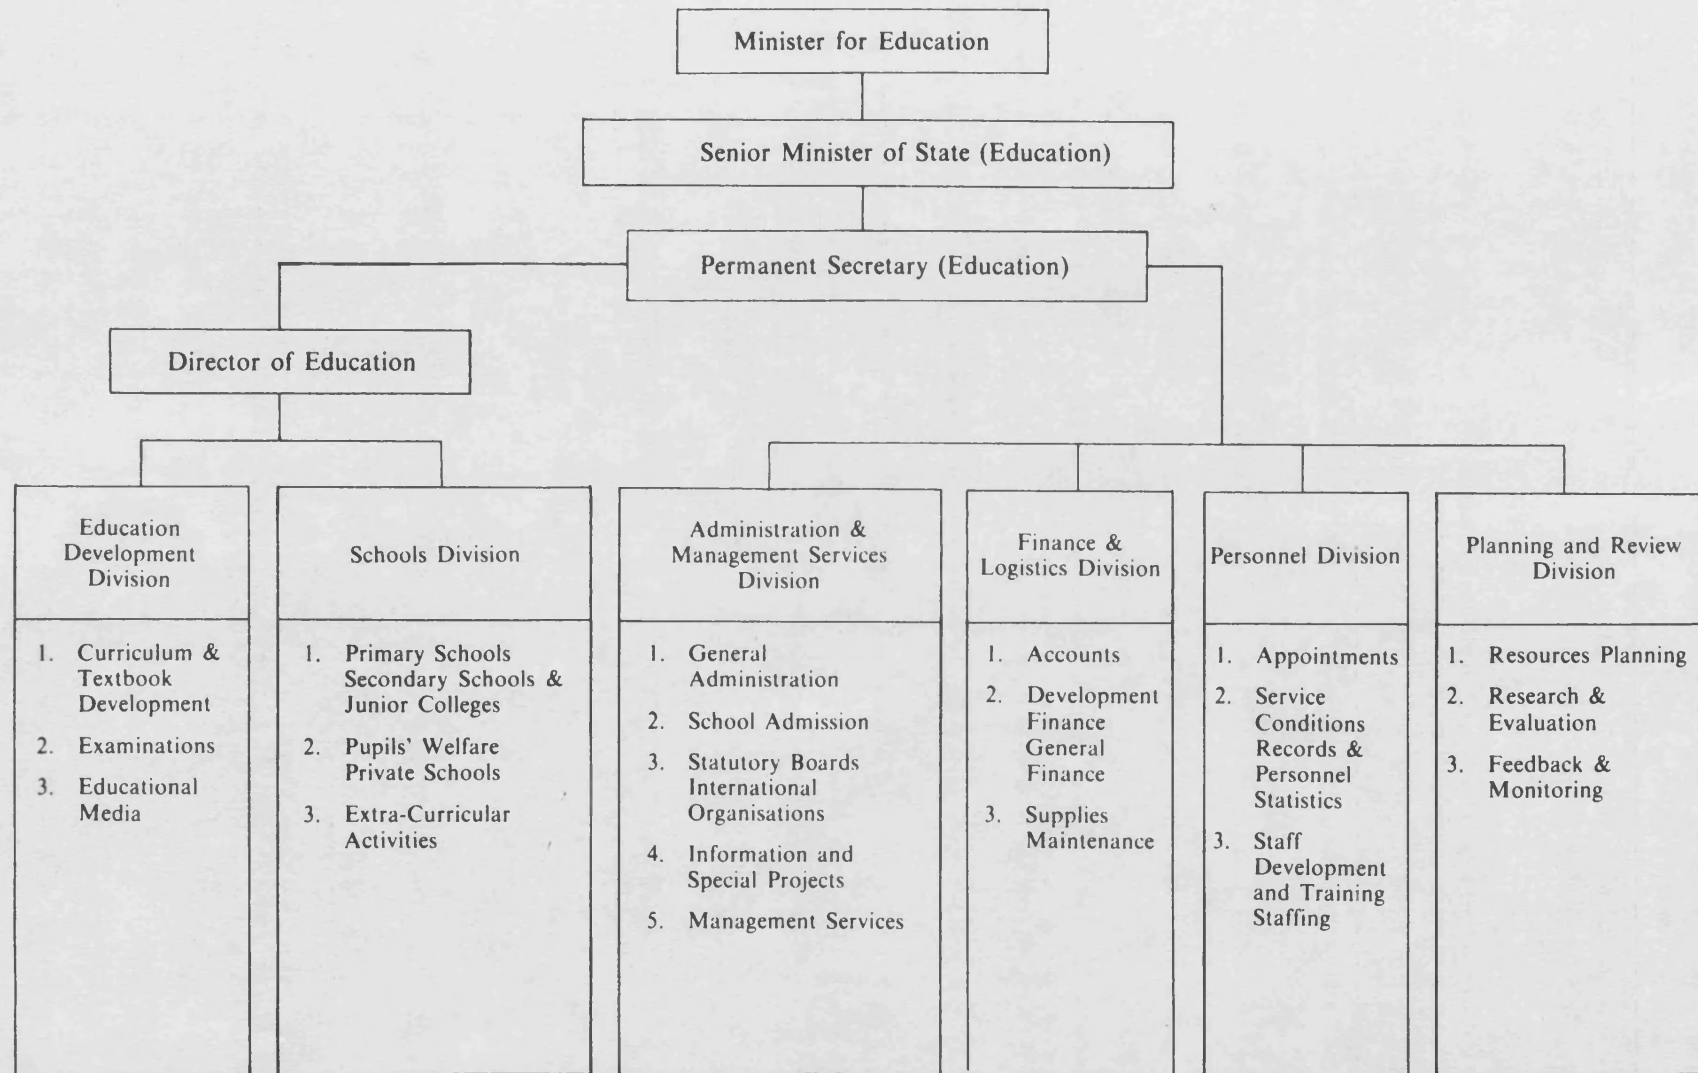 Minister for Education
Senior Minister of State (Education)
Permanent Secretary (Education)
Director of Education
Education
Development
Division
1. Curriculum &
Textbook
Development
2. Examinations
3. Educational
Media
Schools Division
1. Primary Schools
Secondary Schools &
Junior Colleges
2. Pupils' Welfare
Private Schools
3. Extra-Curricular
Activities
Administration &
Management Services
Division
1. General
Administration
2. School Admission
3. Statutory Boards
International
Organisations
4. Information and
Special Projects
5. Management Services
Finance &
Logistics Division
1. Accounts
2. Development
Finance
General
Finance
3. Supplies
Maintenance
Personnel Division
1. Appointments
2. Service
Conditions
Records &
Personnel
Statistics
3. Staff
Development
and Training
Staffing
Planning and Review
Division
1. Resources Planning
2. Research &
Evaluation
3. Feedback &
Monitoring